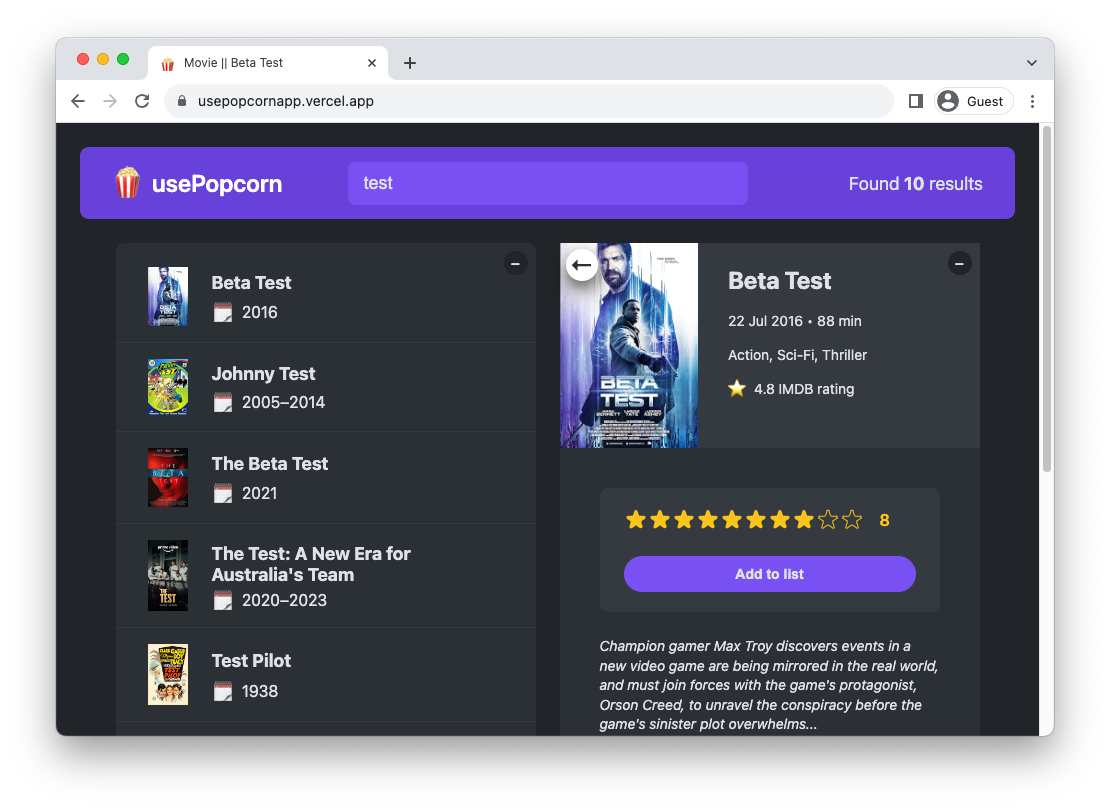 Movie || Beta Test
usepopcornapp.vercel.app
Guest
usePopcorn
test
Found 10 results
Beta Test
2016
Johnny Test
2005–2014
The Beta Test
2021
The Test: A New Era for
Australia's Team
2020–2023
Test Pilot
1938
BETA
TEST
Beta Test
22 Jul 2016 • 88 min
Action, Sci-Fi, Thriller
4.8 IMDB rating
8
Add to list
Champion gamer Max Troy discovers events in a
new video game are being mirrored in the real world,
and must join forces with the game's protagonist,
Orson Creed, to unravel the conspiracy before the
game's sinister plot overwhelms...